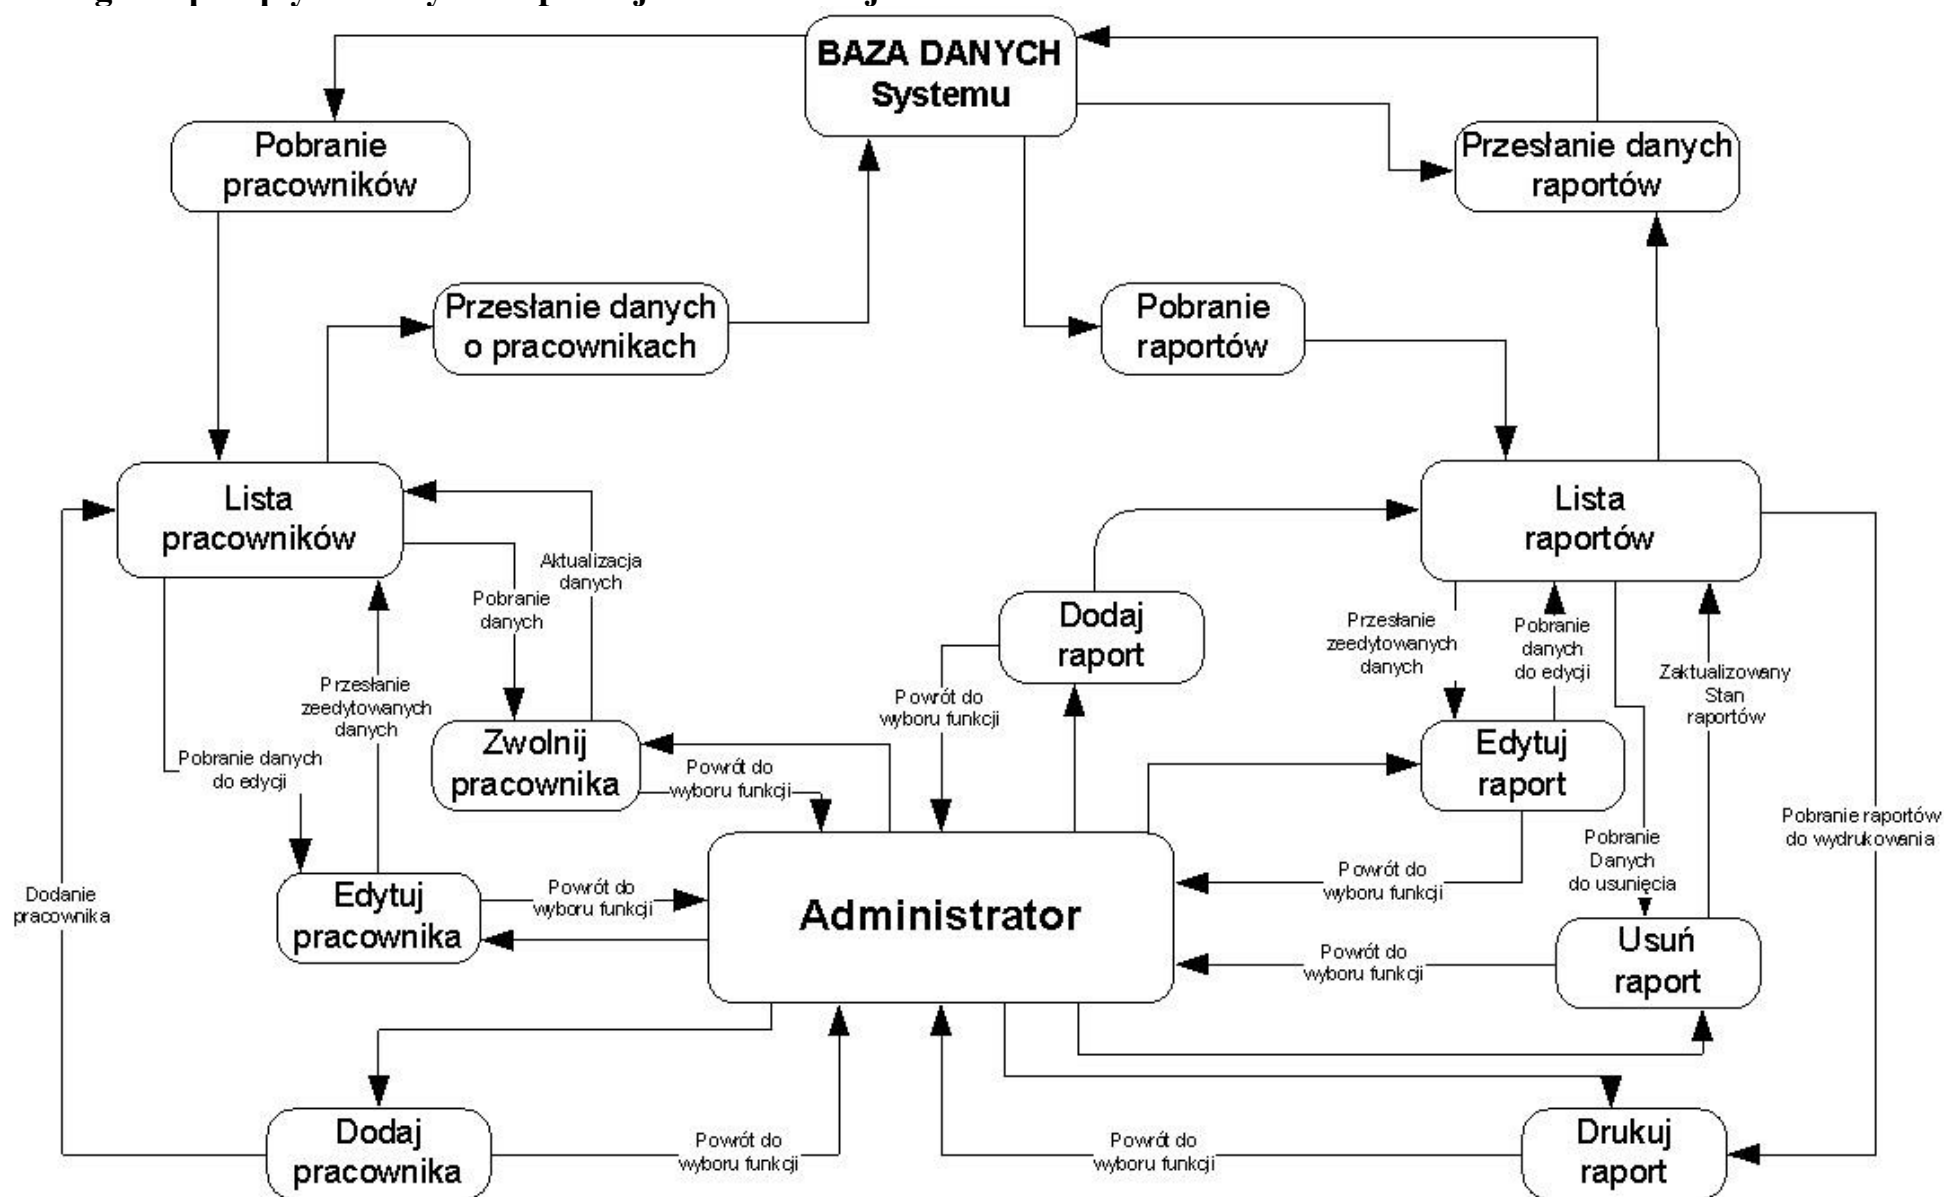 BAZA DANYCH
Systemu
Pobranie
pracowników
Przesłanie danych
raportów
Przesłanie danych
o pracownikach
Pobranie
raportów
Lista
pracowników
Lista
raportów
Aktualizacja
danych
Pobranie
danych
Dodaj
raport
Przesłanie
zeedytowanych
danych
Pobranie
danych
do edycji
Zaktualizowany
Stan
raportów
Przesłanie
zeedytowanych
danych
Powrót do
wyboru funkcji
Zwolnij
pracownika
Edytuj
raport
Pobranie danych
do edycji
Powrót do
wyboru funkcji
Pobranie raportów
do wydrukowania
Pobranie
Danych
do usunięcia
Dodanie
pracownika
Edytuj
pracownika
Powrót do
wyboru funkcji
Administrator
Powrót do
wyboru funkcji
Usuń
raport
Powrót do
wyboru funkcji
Dodaj
pracownika
Powrót do
wyboru funkcji
Powrót do
wyboru funkcji
Drukuj
raport